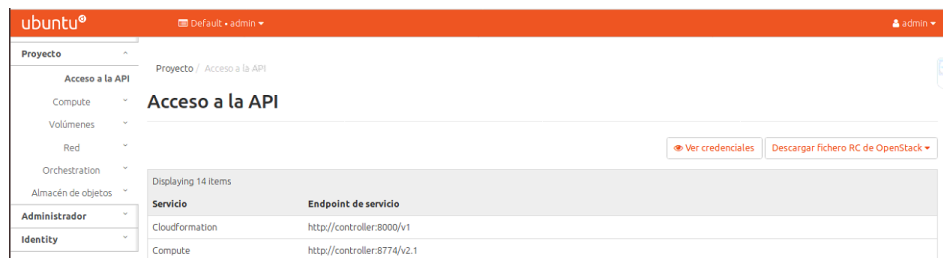 ubuntu®
Default • admin
admin
Proyecto
Acceso a la API
Compute
Volúmenes
Red
Orchestration
Almacén de objetos
Administrador
Identity
Proyecto / Acceso a la API
Acceso a la API
Ver credenciales
Descargar fichero RC de OpenStack
Displaying 14 items
Servicio Endpoint de servicio
Cloudformation http://controller:8000/v1
Compute http://controller:8774/v2.1